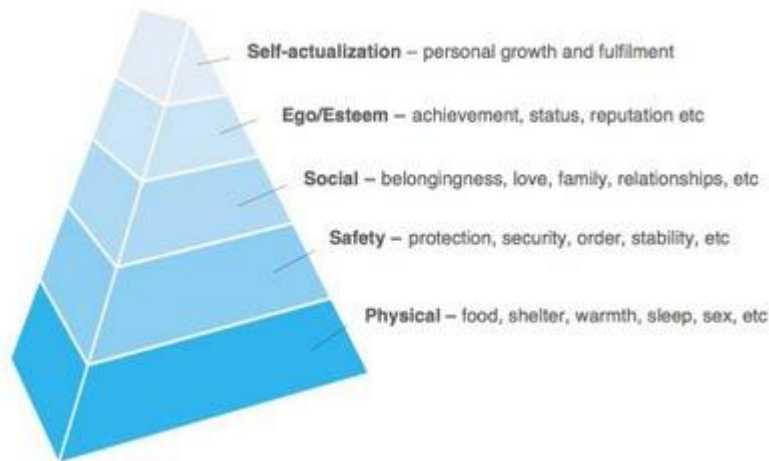 Self-actualization – personal growth and fulfilment
Ego/Esteem – achievement, status, reputation etc
Social – belongingness, love, family, relationships, etc
Safety – protection, security, order, stability, etc
Physical – food, shelter, warmth, sleep, sex, etc